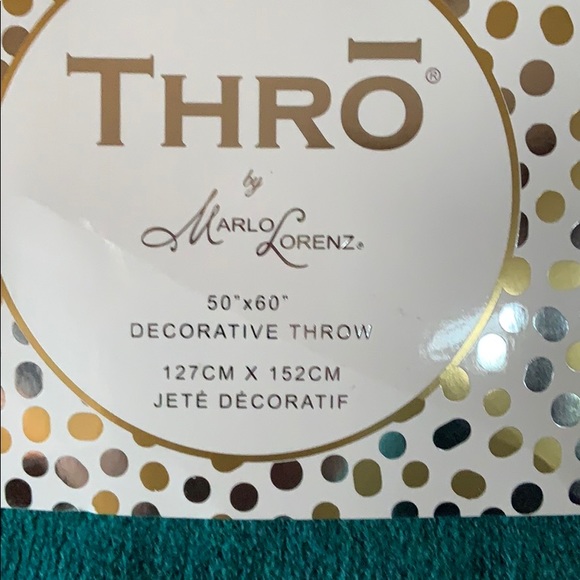 THRŌ®
by
MARLO LORENZ®
50"x60"
DECORATIVE THROW
127CM X 152CM
JETÉ DÉCORATIF